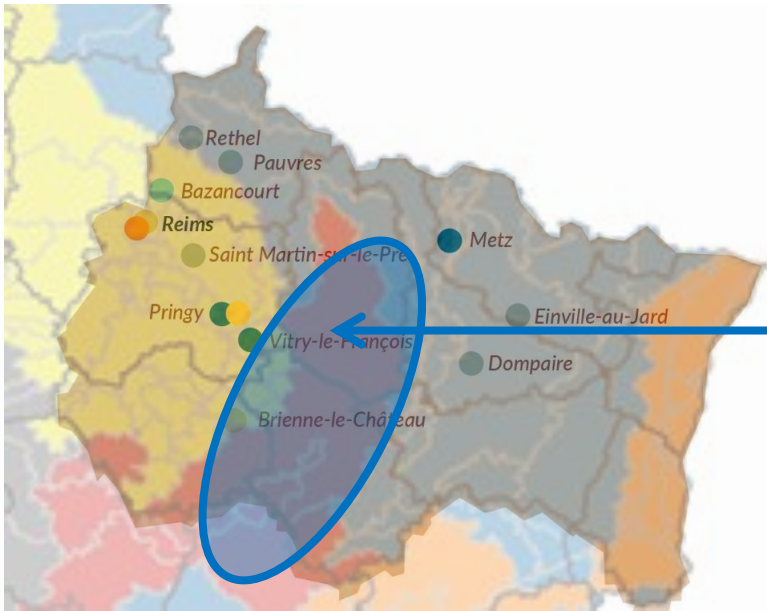 Rethel
Pauvres
Bazancourt
Reims
Saint Martin-sur-le-Pré
Metz
Pringy
Einville-au-Jard
Vitry-le-François
Dompaire
Brienne-le-Château